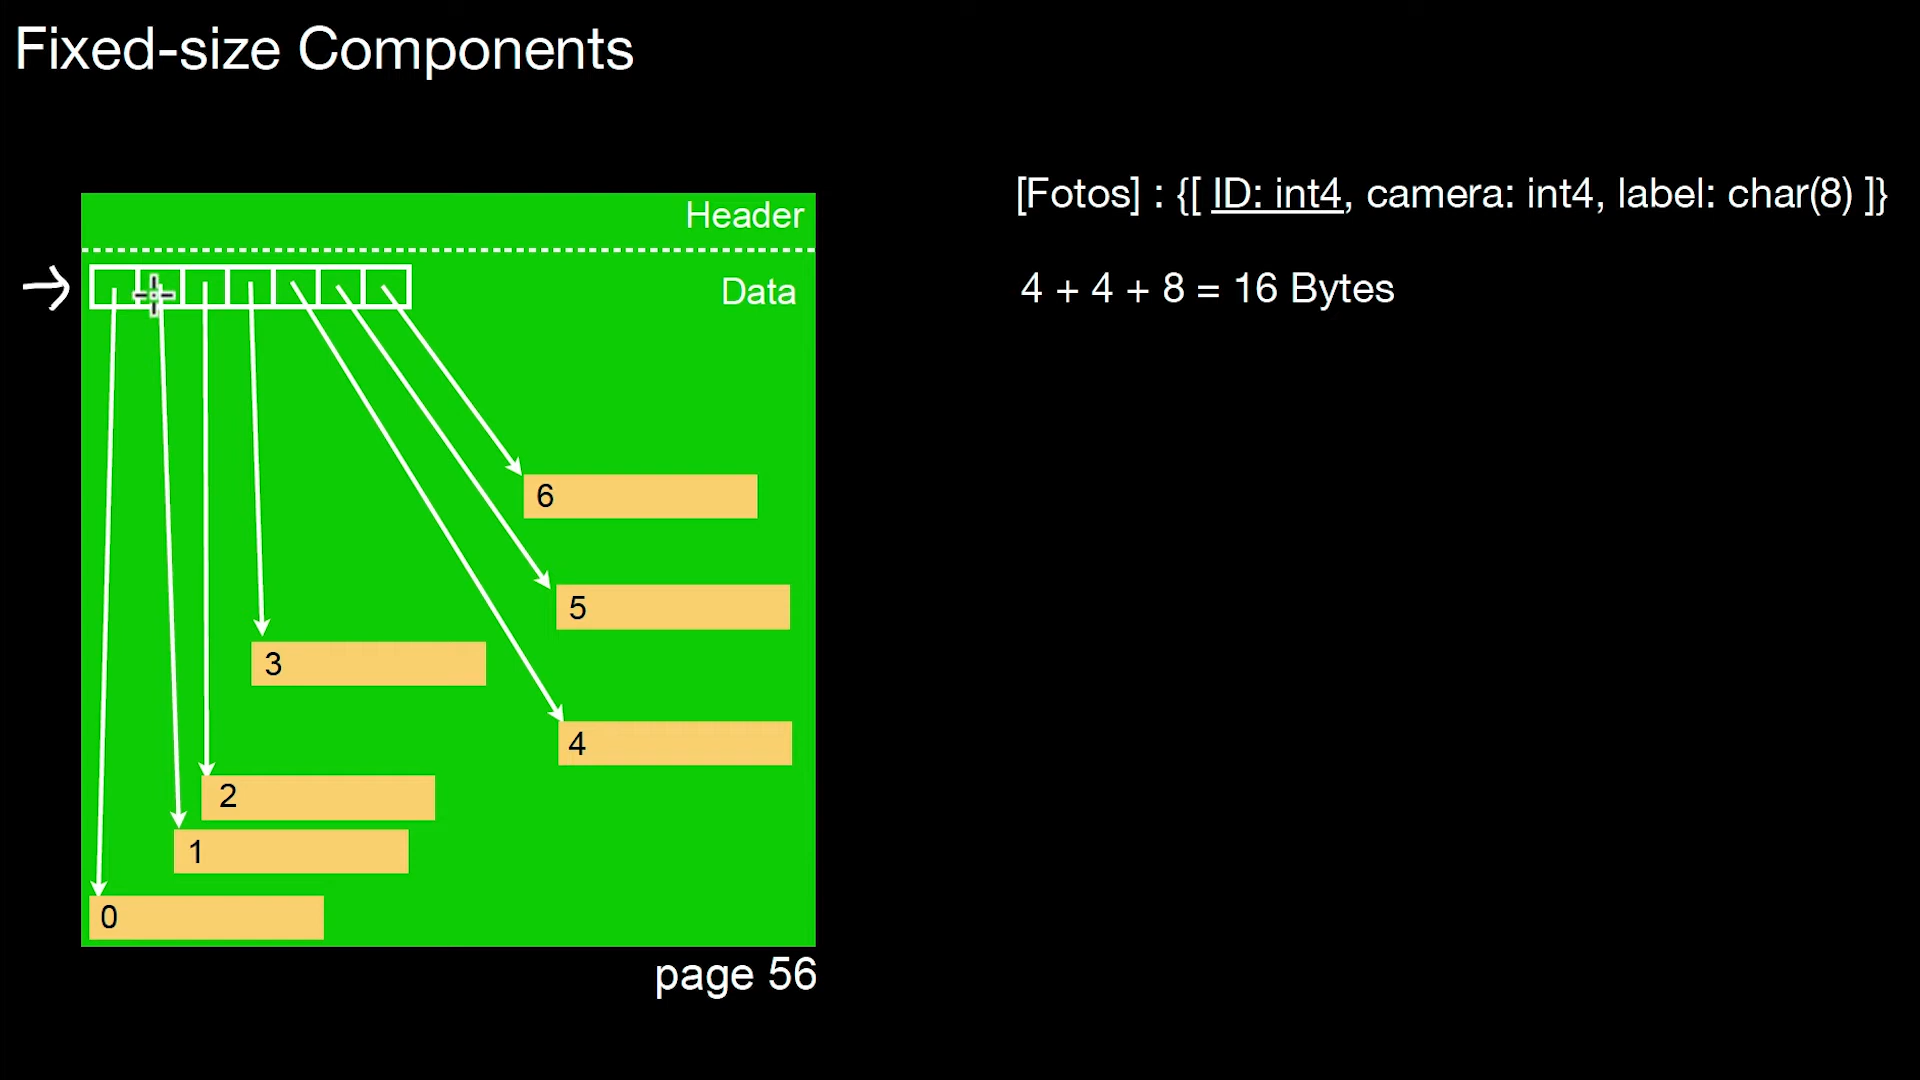 Fixed-size Components
[Fotos] : {[ ID: int4, camera: int4, label: char(8) ]}
4 + 4 + 8 = 16 Bytes
Header
Data
6
5
3
4
2
1
0
page 56